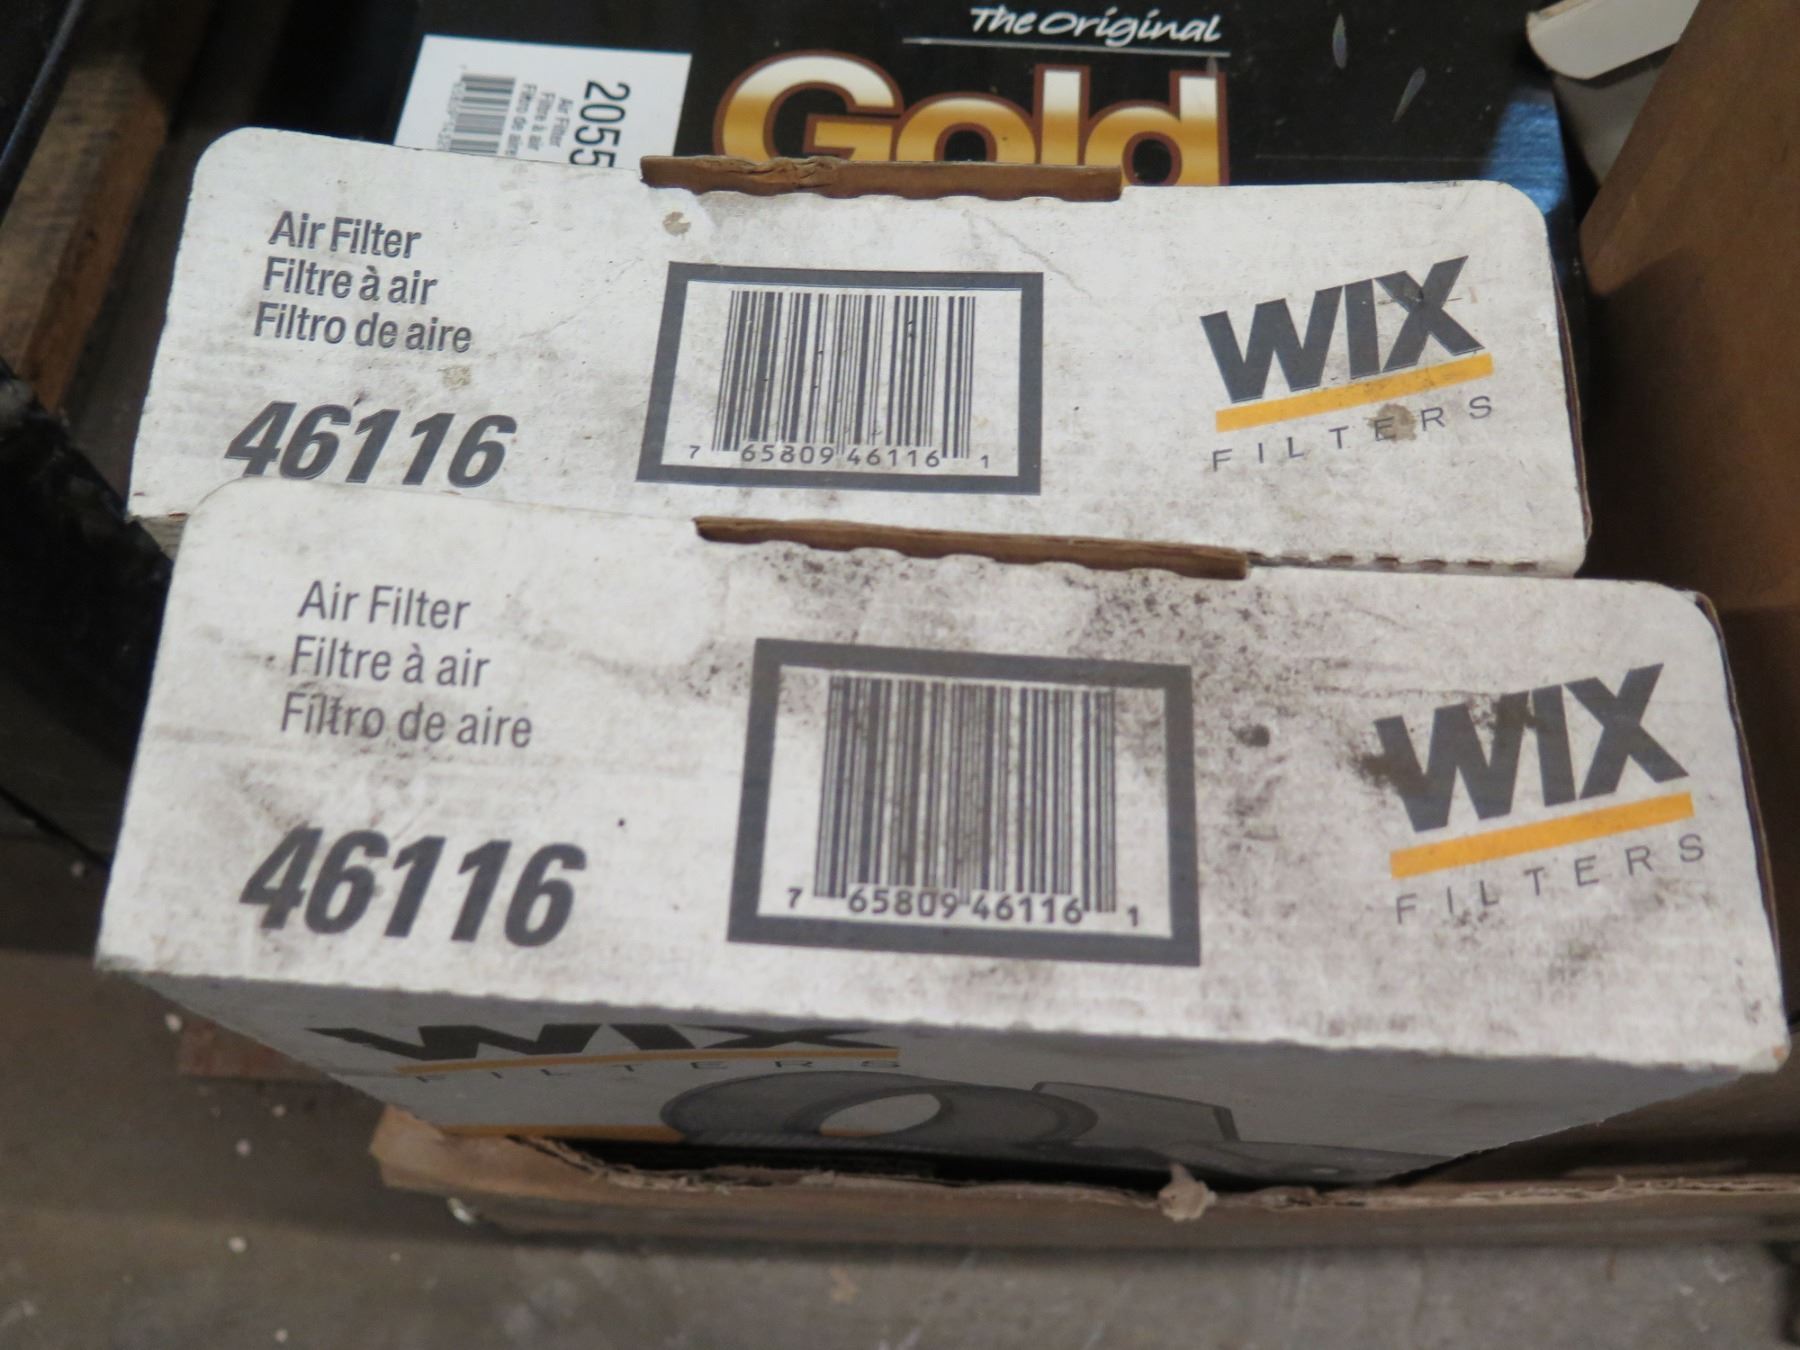 The Original
Gold
2055
Air Filter
Filtre à air
Filtro de aire
Air Filter
Filtre à air
Filtro de aire
46116
7 65809 46116 1
WIX
FILTERS
Air Filter
Filtre à air
Filtro de aire
46116
7 65809 46116 1
WIX
FILTERS
WIX
FILTERS